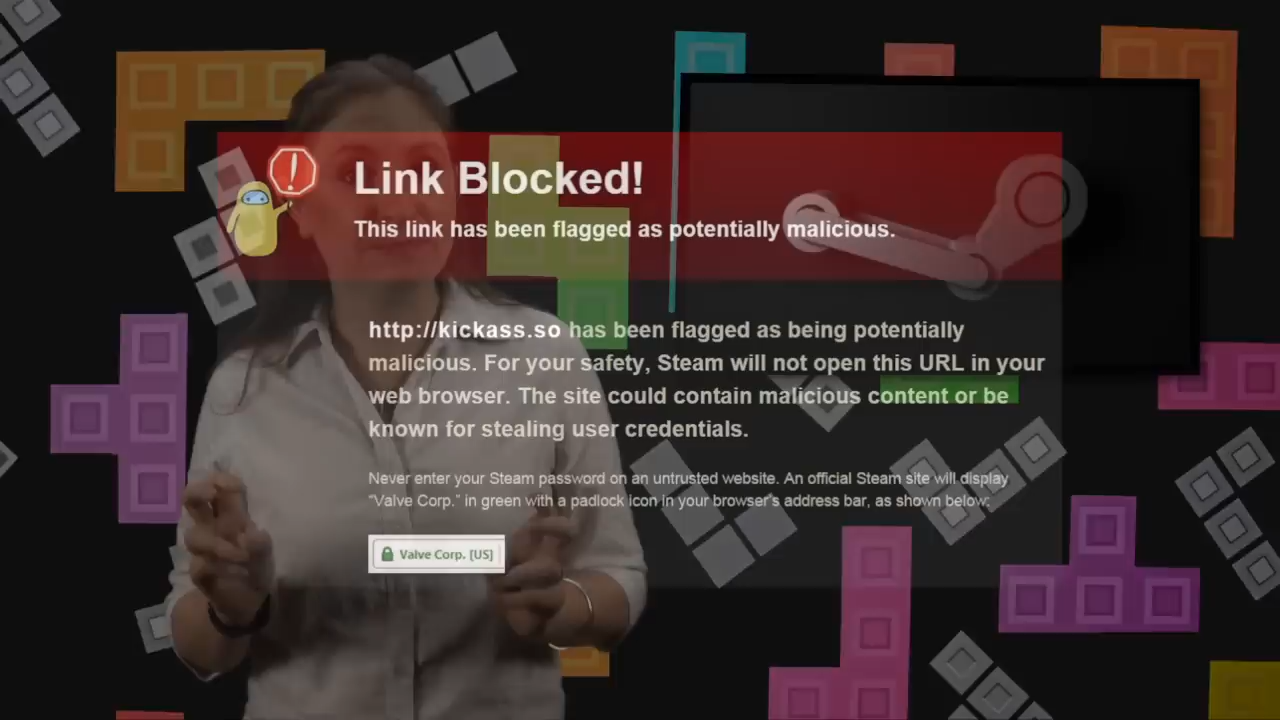 Link Blocked!
This link has been flagged as potentially malicious.
http://kickass.so has been flagged as being potentially
malicious. For your safety, Steam will not open this URL in your
web browser. The site could contain malicious content or be
known for stealing user credentials.
Never enter your Steam password on an untrusted website. An official Steam site will display
"Valve Corp." in green with a padlock icon in your browser's address bar, as shown below:
Valve Corp. [US]